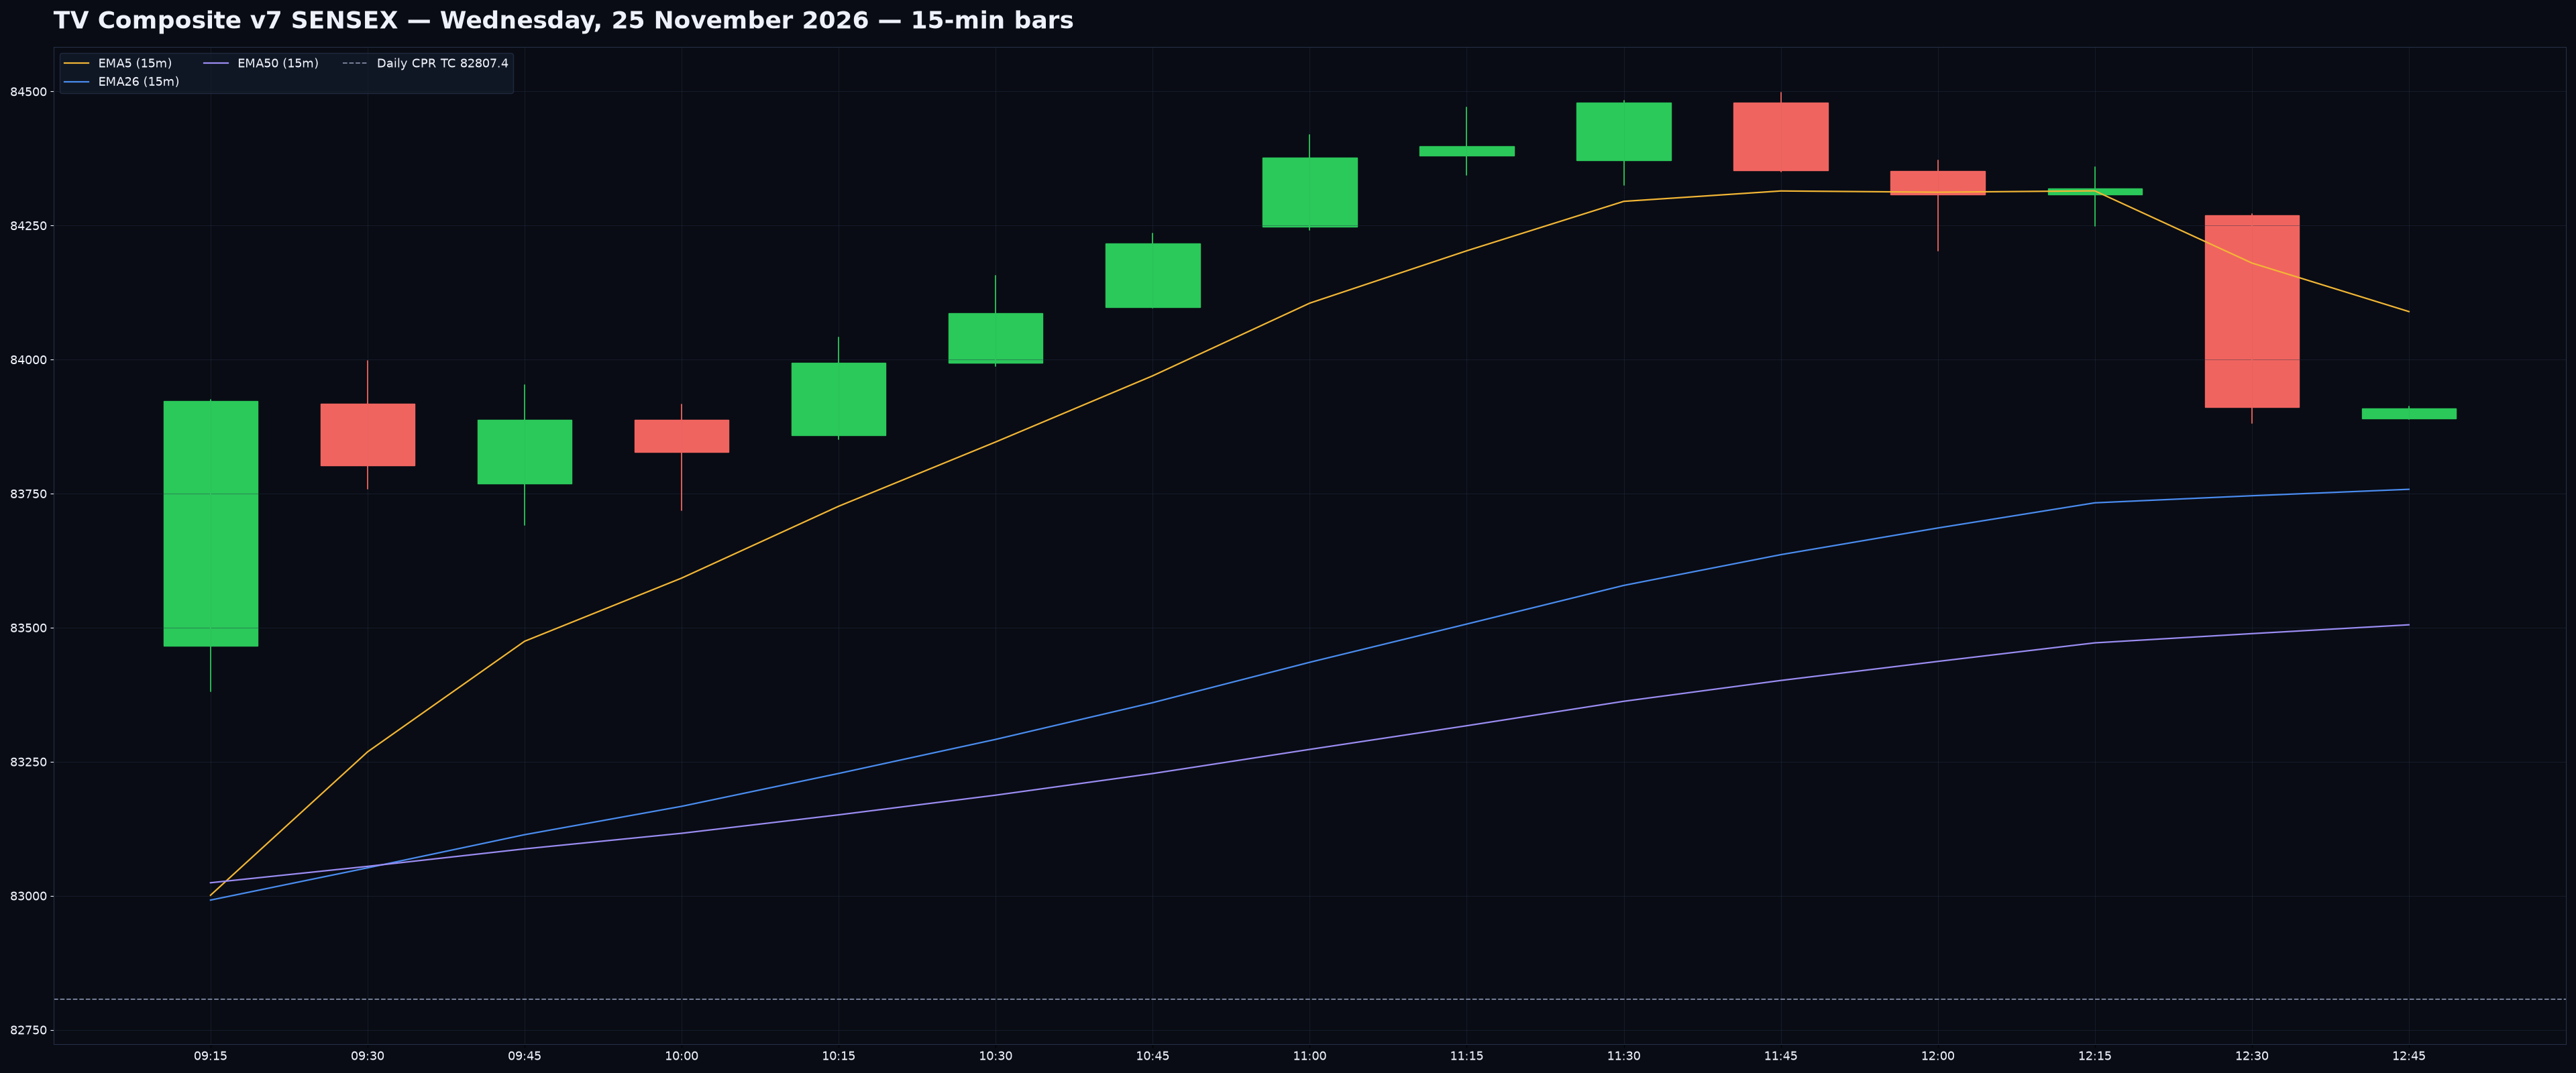 TV Composite v7 SENSEX — Wednesday, 25 November 2026 — 15-min bars
EMA5 (15m) EMA50 (15m) Daily CPR TC 82807.4
EMA26 (15m)
84500
84250
84000
83750
83500
83250
83000
82750
09:15 09:30 09:45 10:00 10:15 10:30 10:45 11:00 11:15 11:30 11:45 12:00 12:15 12:30 12:45